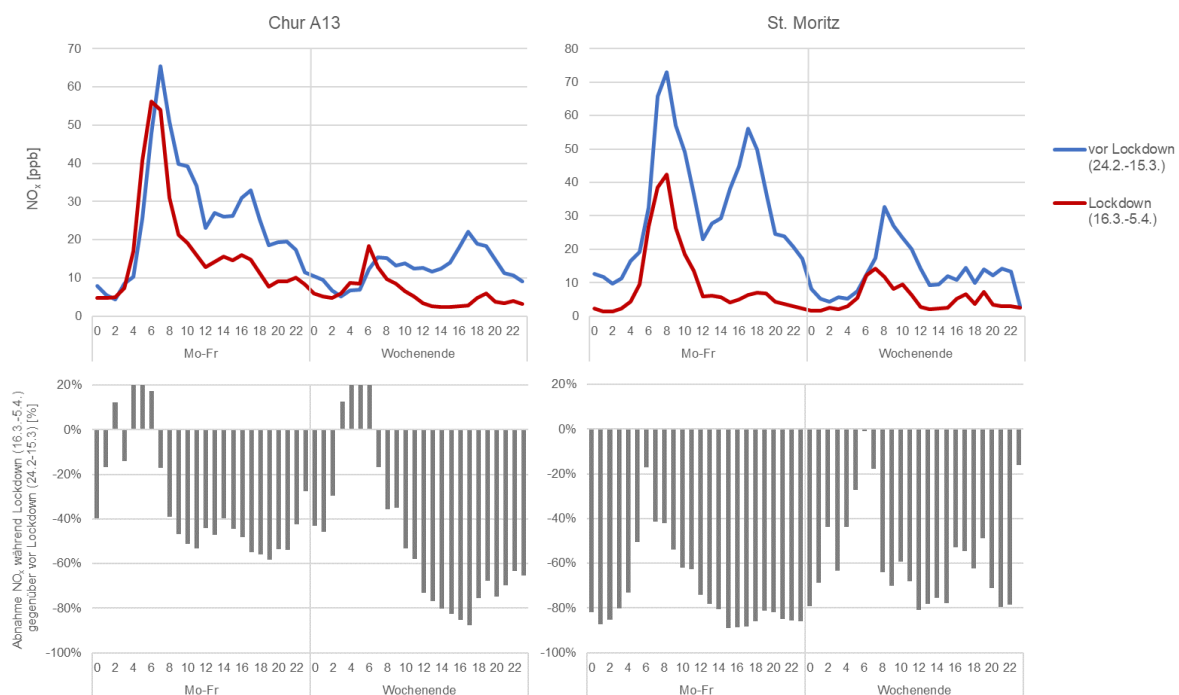 Chur A13
St. Moritz
NOx [ppb]
70
60
50
40
30
20
10
0
0 2 4 6 8 10 12 14 16 18 20 22 0 2 4 6 8 10 12 14 16 18 20 22
Mo-Fr Wochenende
80
70
60
50
40
30
20
10
0
0 2 4 6 8 10 12 14 16 18 20 22 0 2 4 6 8 10 12 14 16 18 20 22
Mo-Fr Wochenende
vor Lockdown
(24.2.-15.3.)
Lockdown
(16.3.-5.4.)
Abnahme NOx während Lockdown (16.3.-5.4.)
gegenüber vor Lockdown (24.2-15.3) [%]
20%
0%
-20%
-40%
-60%
-80%
-100%
0 2 4 6 8 10 12 14 16 18 20 22 0 2 4 6 8 10 12 14 16 18 20 22
Mo-Fr Wochenende
20%
0%
-20%
-40%
-60%
-80%
-100%
0 2 4 6 8 10 12 14 16 18 20 22 0 2 4 6 8 10 12 14 16 18 20 22
Mo-Fr Wochenende